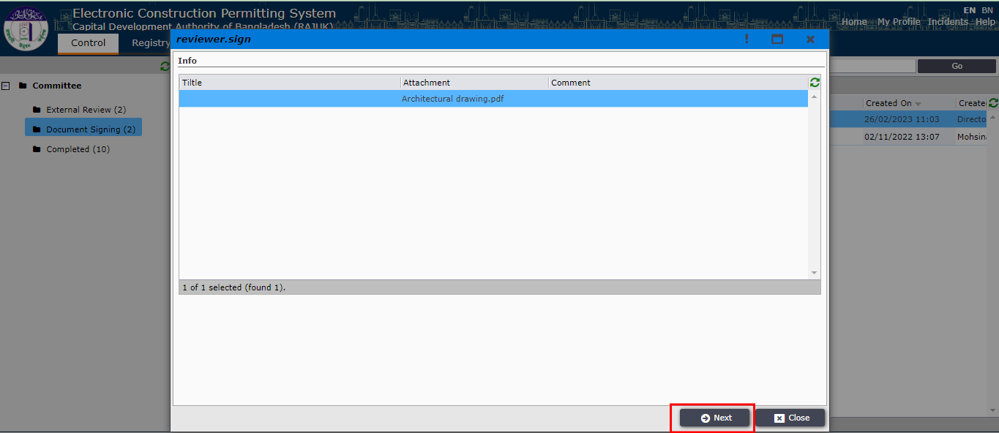 Electronic Construction Permitting System
EN BN
Capital Development Authority of Bangladesh (RAJUK)
Home My Profile Incidents Help
Control Registry
reviewer.sign
Info
Go
Tiltle Attachment Comment
Architectural drawing.pdf
Committee
External Review (2)
Document Signing (2)
Completed (10)
Created On Create
26/02/2023 11:03 Directo
02/11/2022 13:07 Mohsin
1 of 1 selected (found 1).
Next Close